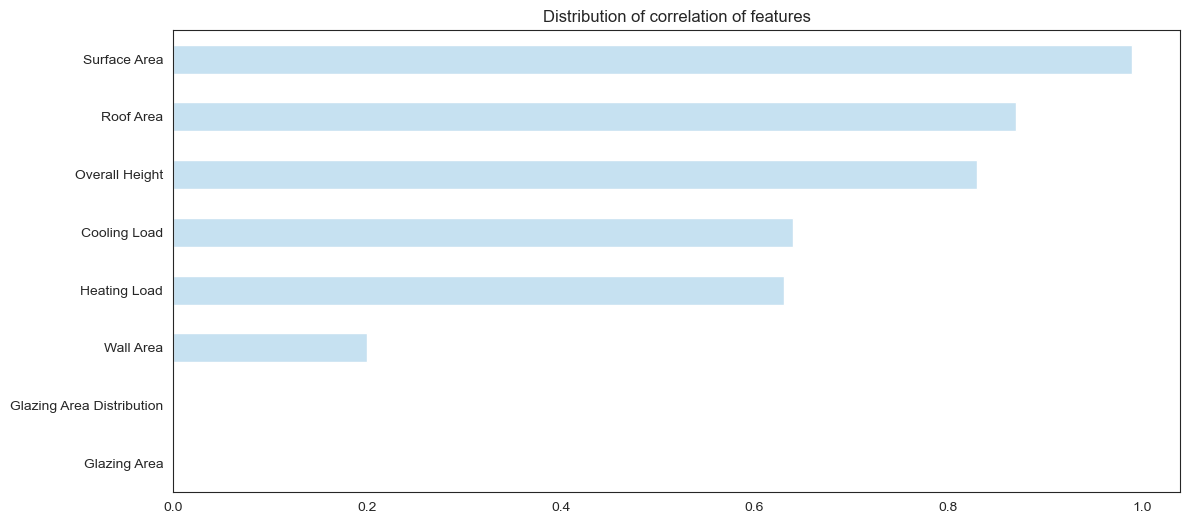 Distribution of correlation of features
Surface Area
Roof Area
Overall Height
Cooling Load
Heating Load
Wall Area
Glazing Area Distribution
Glazing Area
0.0 0.2 0.4 0.6 0.8 1.0